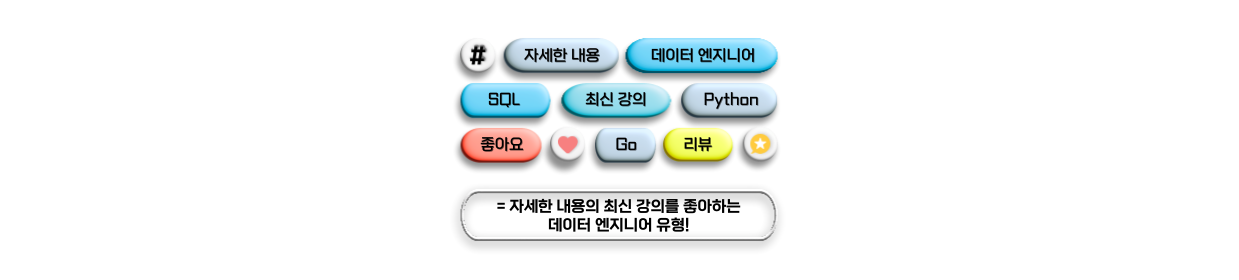 # 자세한 내용 데이터 엔지니어
SQL 최신 강의 Python
좋아요 Go 리뷰
= 자세한 내용의 최신 강의를 좋아하는
데이터 엔지니어 유형!